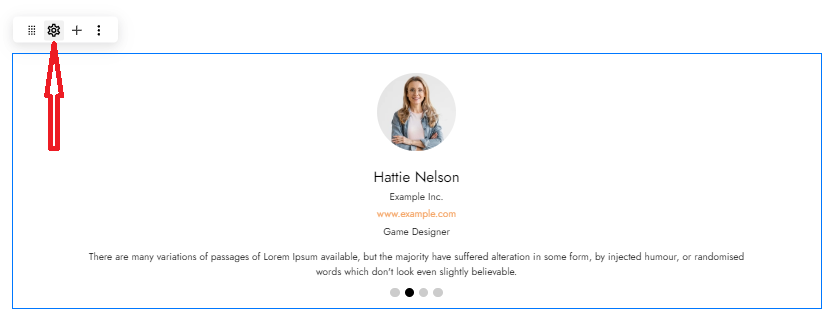 Hattie Nelson
Example Inc.
www.example.com
Game Designer
There are many variations of passages of Lorem Ipsum available, but the majority have suffered alteration in some form, by injected humour, or randomised
words which don't look even slightly believable.